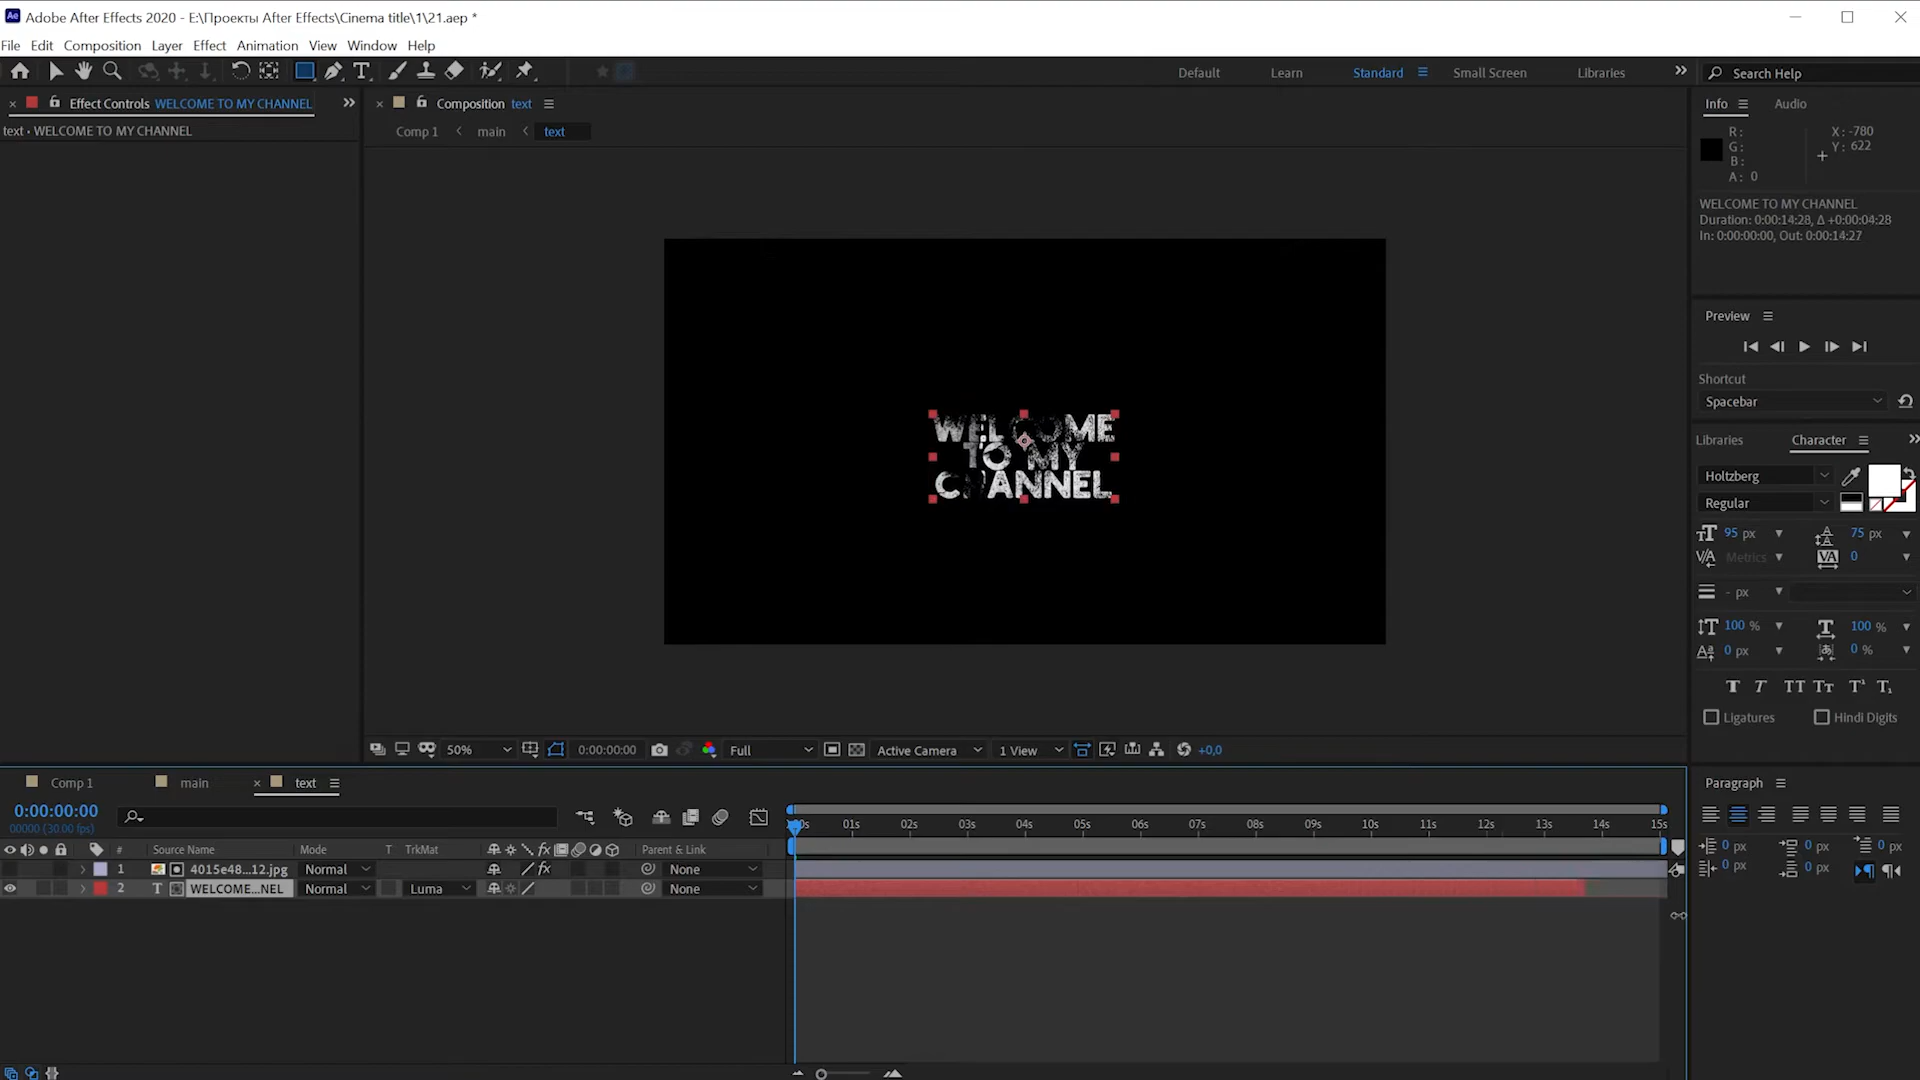 Adobe After Effects 2020 - E:\Проекты After Effects\Cinema title\1\21.aep *
File Edit Composition Layer Effect Animation View Window Help
Default Learn Standard Small Screen Libraries Search Help
Effect Controls WELCOME TO MY CHANNEL
text • WELCOME TO MY CHANNEL
Composition text
Comp 1 main text
WELCOME
TO MY
CHANNEL
50% 0:00:00:00 Full Active Camera 1 View +0,0
Info Audio
R: X: -780
G: Y: 622
B:
A: 0
WELCOME TO MY CHANNEL
Duration: 0:00:14:28, Δ +0:00:04:28
In: 0:00:00:00, Out: 0:00:14:27
Preview
Shortcut
Spacebar
Libraries Character
Holtzberg
Regular
95 px 75 px
Metrics 0
- px
100 % 100 %
0 px 0 %
Ligatures Hindi Digits
Paragraph
0 px 0 px 0 px
0 px 0 px
Comp 1 main text
0:00:00:00
00000 (30.00 fps)
# Source Name Mode T TrkMat Parent & Link
1 4015e48...12.jpg Normal None
2 WELCOME...NEL Normal Luma None
01s 02s 03s 04s 05s 06s 07s 08s 09s 10s 11s 12s 13s 14s 15s